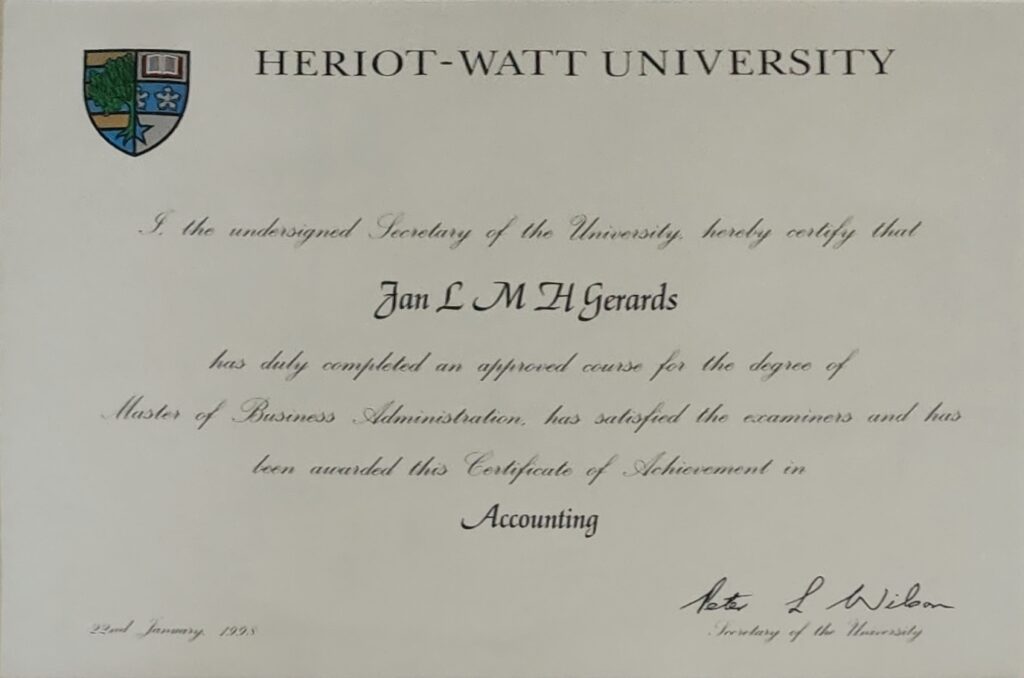 HERIOT-WATT UNIVERSITY
I, the undersigned Secretary of the University, hereby certify that
Jan L M H Gerards
has duly completed an approved course for the degree of
Master of Business Administration, has satisfied the examiners and has
been awarded this Certificate of Achievement in
Accounting
Peter L Wilson
22nd January, 1998
Secretary of the University